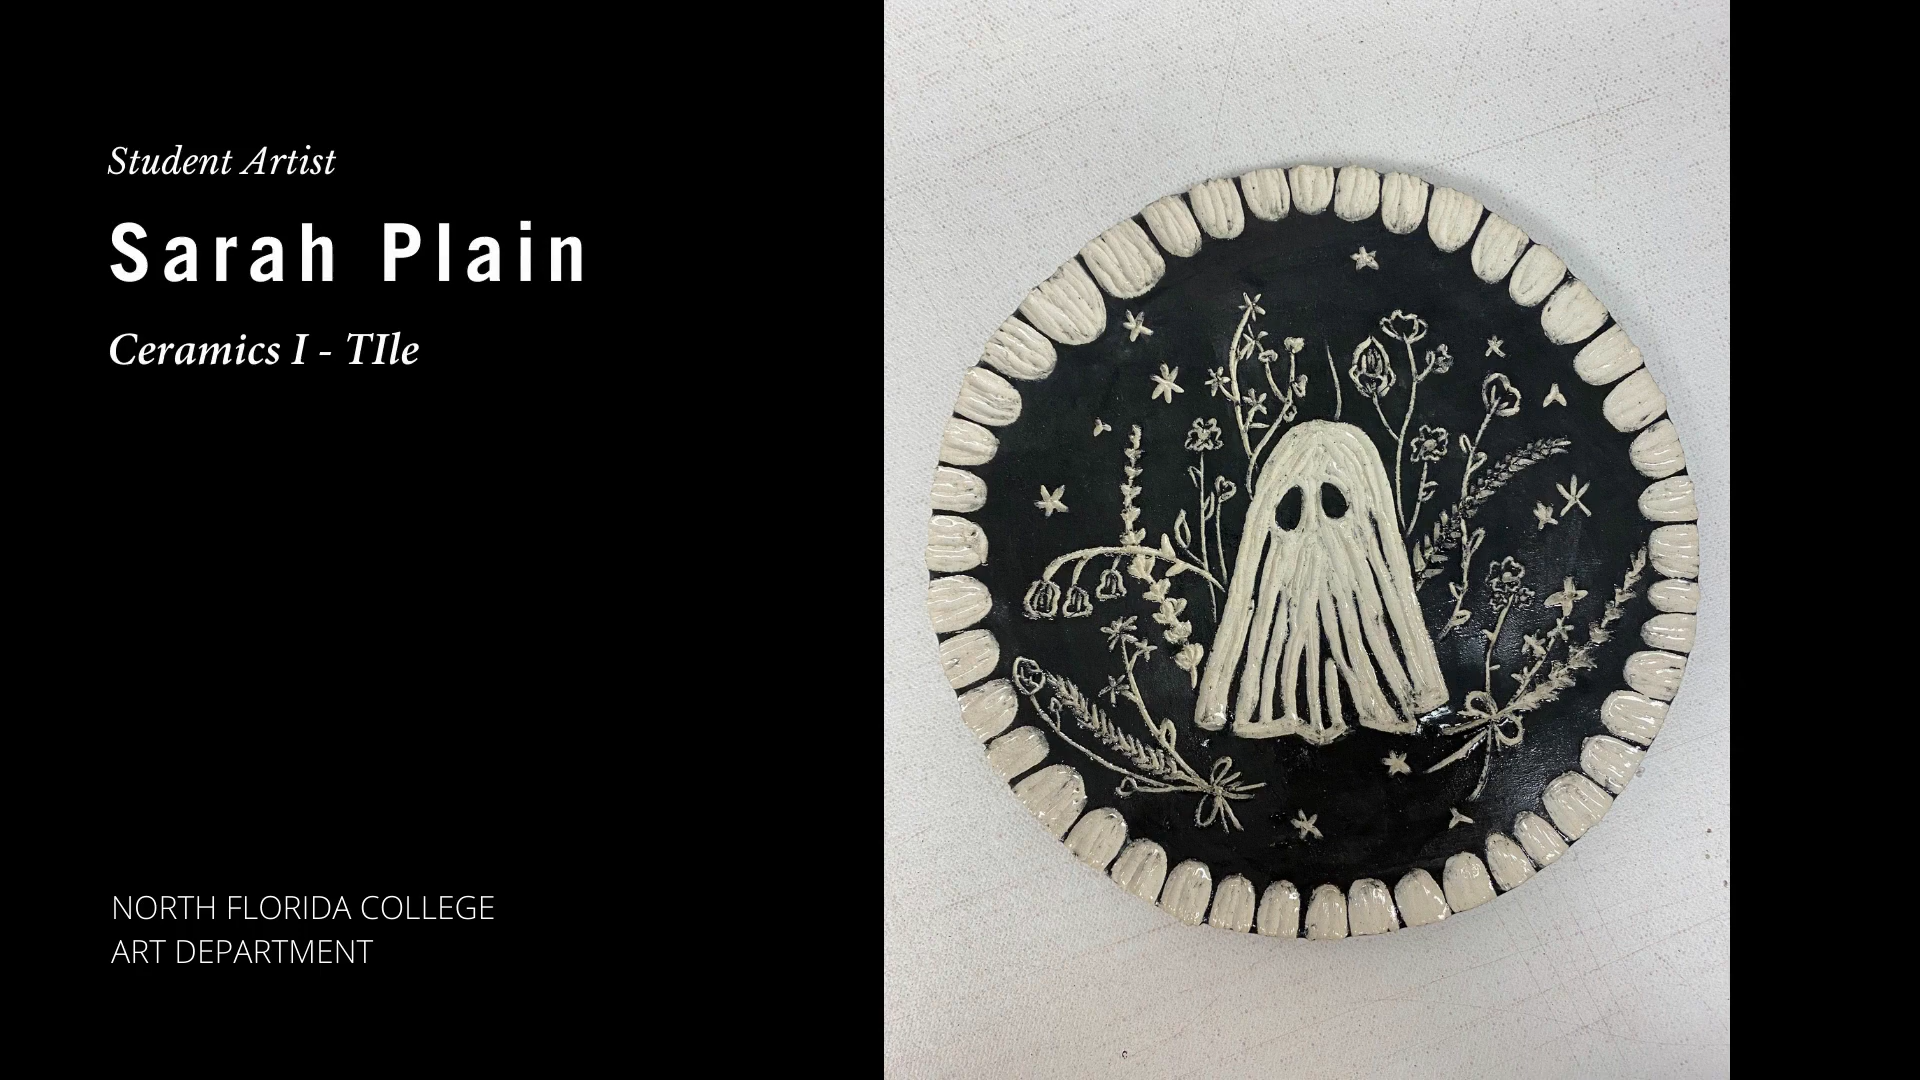 Student Artist
Sarah Plain
Ceramics I - TIle
NORTH FLORIDA COLLEGE
ART DEPARTMENT